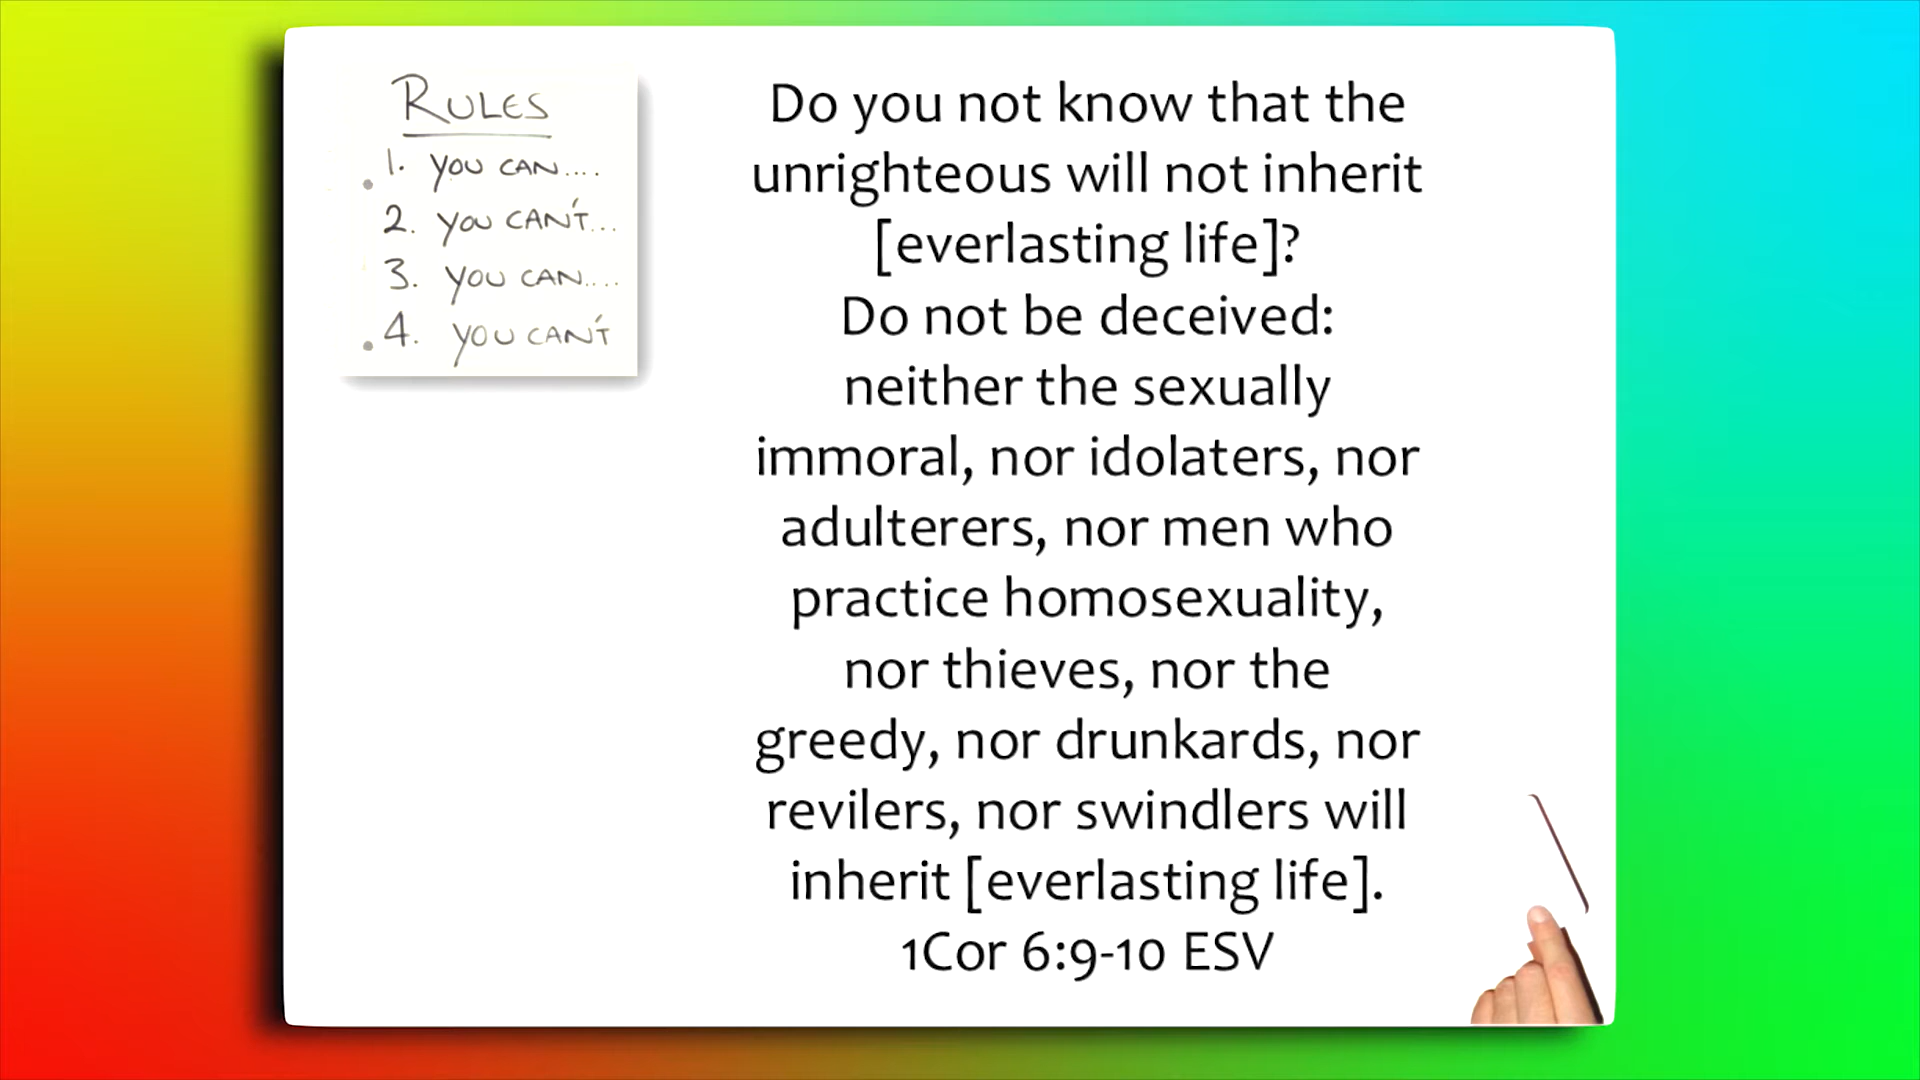 RULES
1. YOU CAN....
2. YOU CAN'T...
3. YOU CAN....
4. YOU CAN'T
Do you not know that the
unrighteous will not inherit
[everlasting life]?
Do not be deceived:
neither the sexually
immoral, nor idolaters, nor
adulterers, nor men who
practice homosexuality,
nor thieves, nor the
greedy, nor drunkards, nor
revilers, nor swindlers will
inherit [everlasting life].
1Cor 6:9-10 ESV